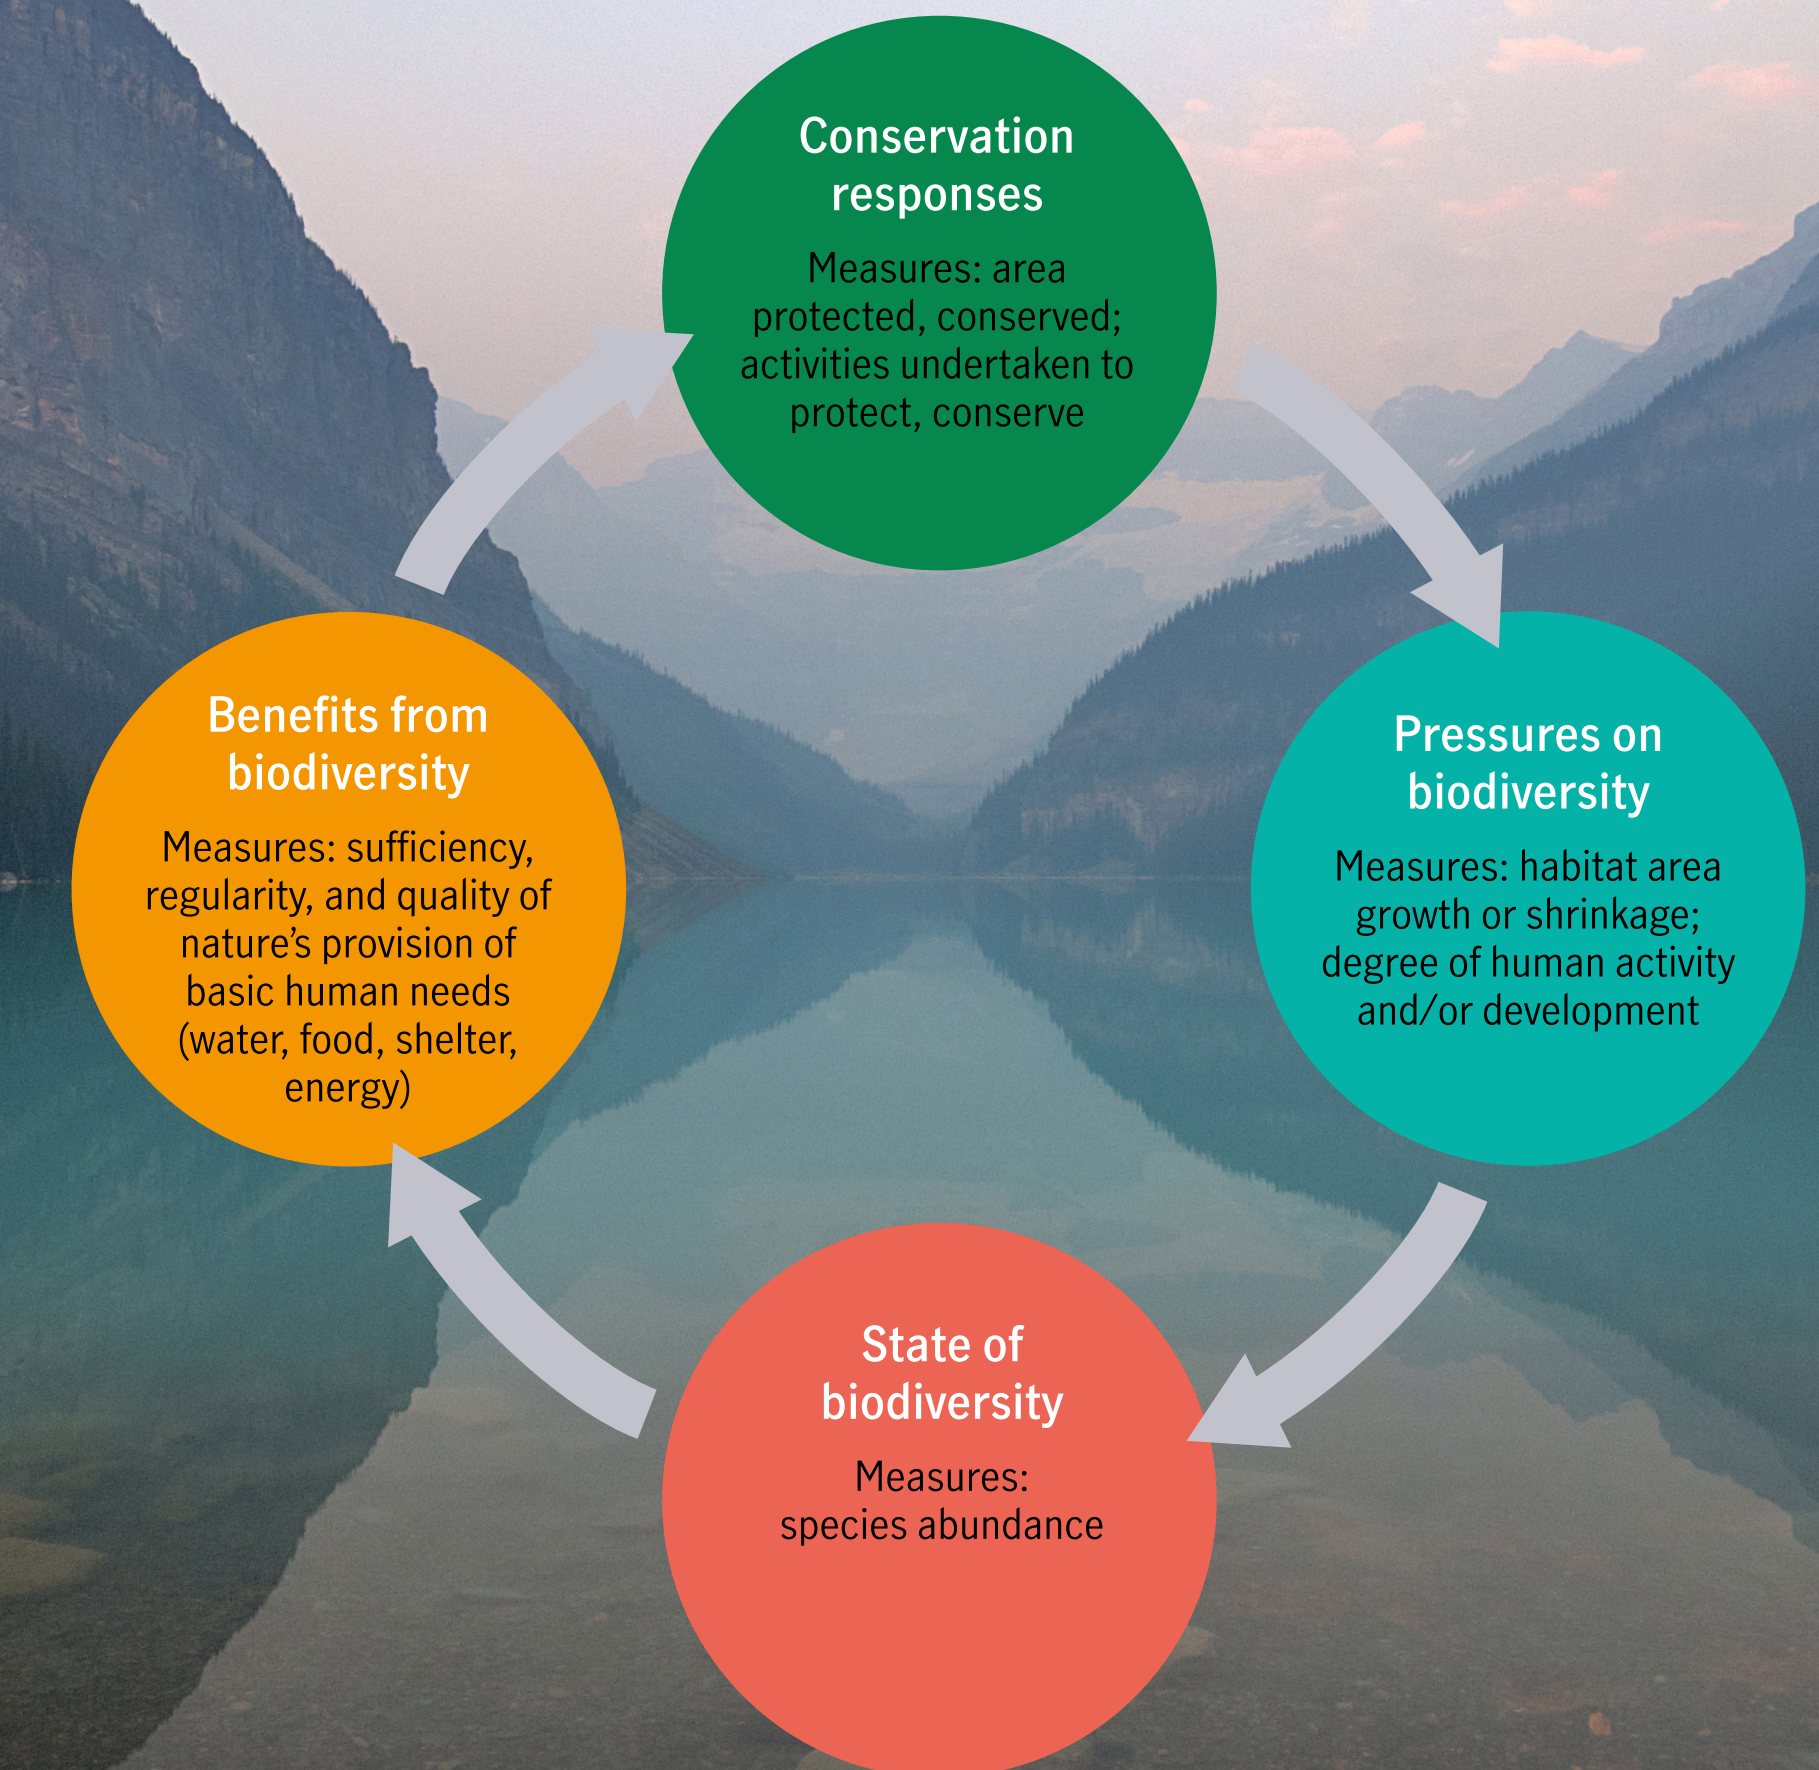 Conservation
responses
Measures: area
protected, conserved;
activities undertaken to
protect, conserve
Benefits from
biodiversity
Measures: sufficiency,
regularity, and quality of
nature’s provision of
basic human needs
(water, food, shelter,
energy)
Pressures on
biodiversity
Measures: habitat area
growth or shrinkage;
degree of human activity
and/or development
State of
biodiversity
Measures:
species abundance